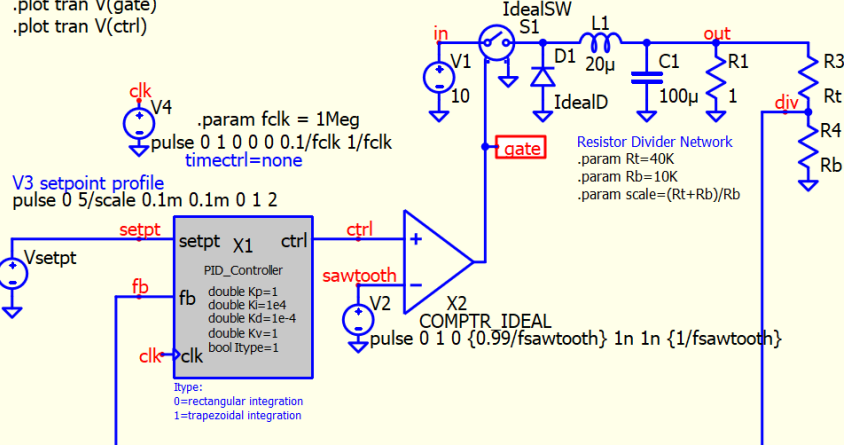 .plot tran V(gate)
.plot tran V(ctrl)
IdealSW
S1
in
V1
10
D1
IdealD
L1
20µ
C1
100µ
out
R1
1
R3
Rt
div
R4
Rb
clk
V4
.param fclk = 1Meg
pulse 0 1 0 0 0 0.1/fclk 1/fclk
timectrl=none
gate
Resistor Divider Network
.param Rt=40K
.param Rb=10K
.param scale=(Rt+Rb)/Rb
V3 setpoint profile
pulse 0 5/scale 0.1m 0.1m 0 1 2
Vsetpt
setpt
fb
clk
setpt
X1
ctrl
PID_Controller
fb
double Kp=1
double Ki=1e4
double Kd=1e-4
double Kv=1
bool Itype=1
clk
ctrl
sawtooth
V2
X2
COMPTR_IDEAL
pulse 0 1 0 {0.99/fsawtooth} 1n 1n {1/fsawtooth}
Itype:
0=rectangular integration
1=trapezoidal integration